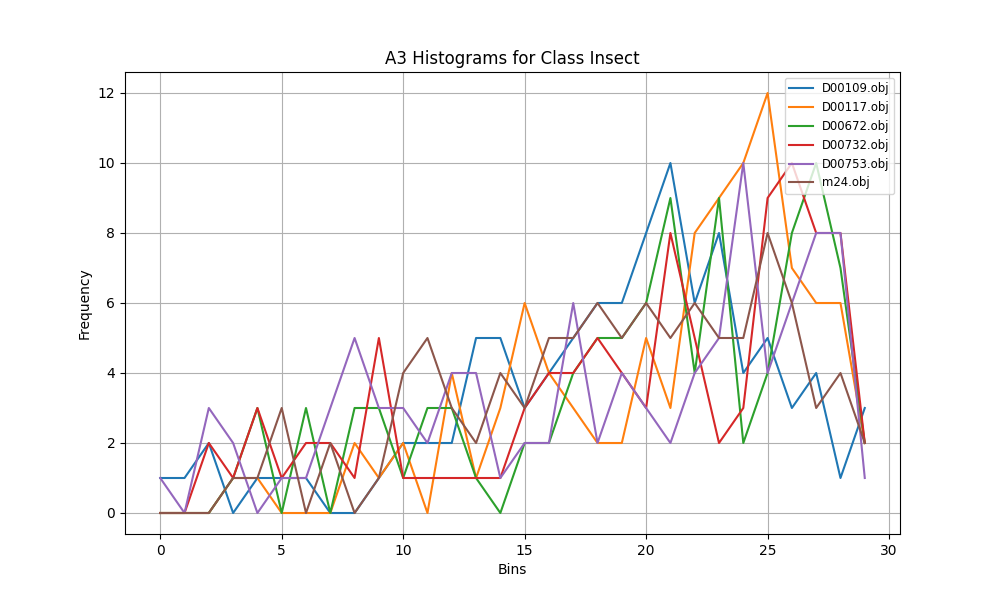 A3 Histograms for Class Insect
D00109.obj
D00117.obj
D00672.obj
D00732.obj
D00753.obj
m24.obj
12
10
8
6
4
2
0
Frequency
0 5 10 15 20 25 30
Bins